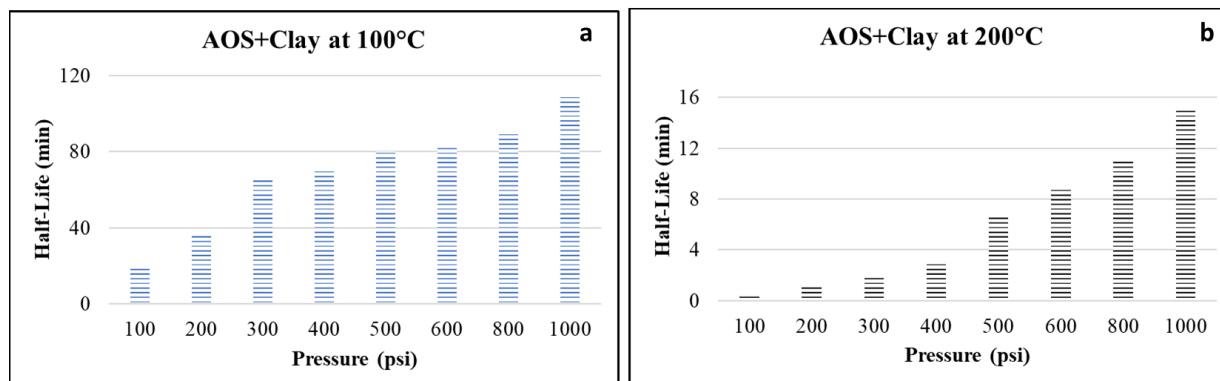 AOS+Clay at 100°C
a
Half-Life (min)
120
80
40
0
100 200 300 400 500 600 800 1000
Pressure (psi)
AOS+Clay at 200°C
b
Half-Life (min)
16
12
8
4
0
100 200 300 400 500 600 800 1000
Pressure (psi)